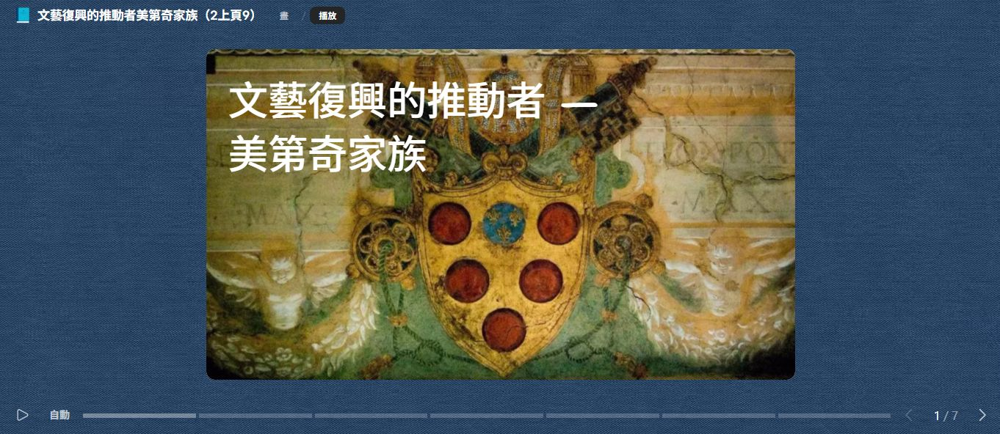 文藝復興的推動者美第奇家族（2上頁9）
畫 / 播放
文藝復興的推動者 —
美第奇家族
自動
1 / 7